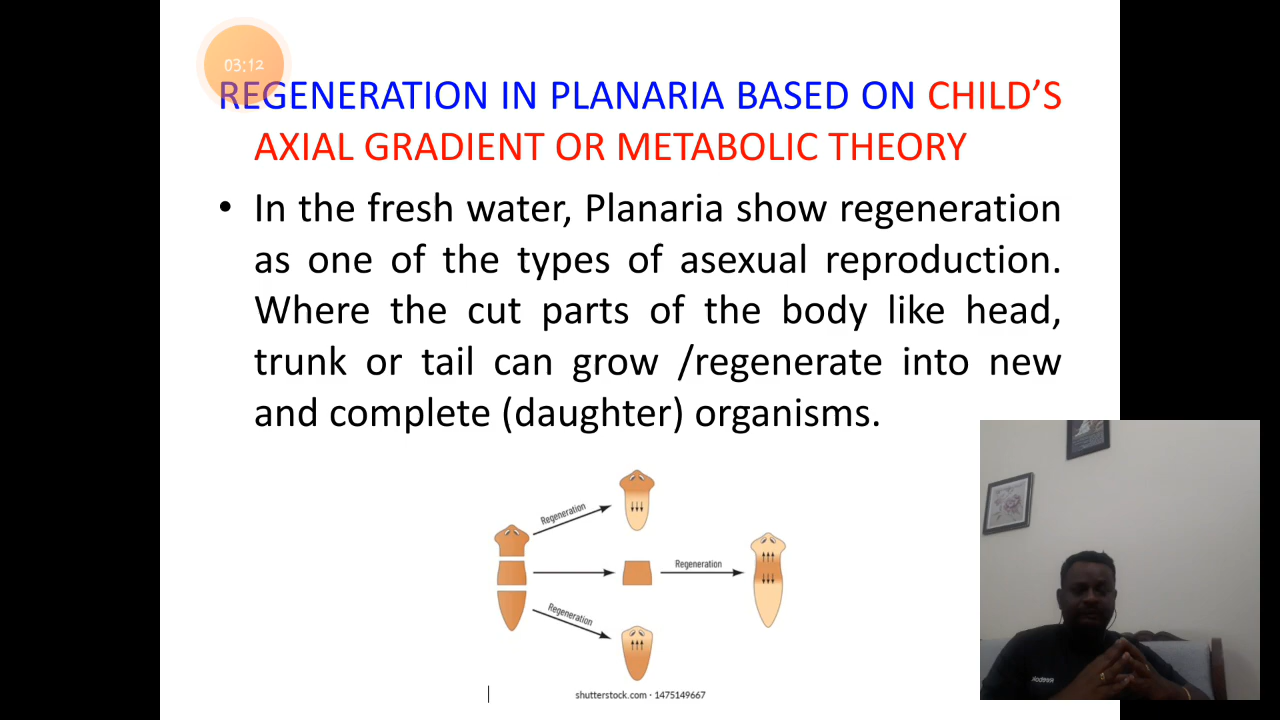 03:12
REGENERATION IN PLANARIA BASED ON CHILD'S
AXIAL GRADIENT OR METABOLIC THEORY
• In the fresh water, Planaria show regeneration
as one of the types of asexual reproduction.
Where the cut parts of the body like head,
trunk or tail can grow /regenerate into new
and complete (daughter) organisms.
Regeneration
Regeneration
Regeneration
shutterstock.com · 1475149667